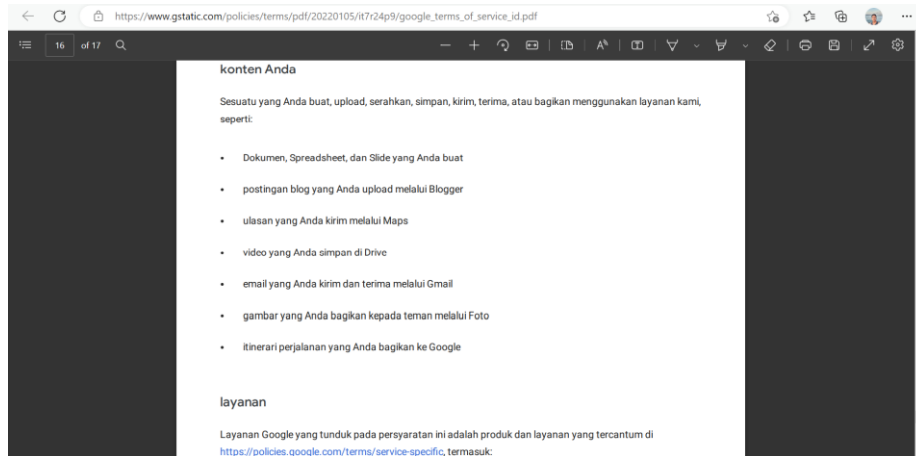 https://www.gstatic.com/policies/terms/pdf/20220105/it7r24p9/google_terms_of_service_id.pdf
16 of 17
konten Anda
Sesuatu yang Anda buat, upload, serahkan, simpan, kirim, terima, atau bagikan menggunakan layanan kami,
seperti:
• Dokumen, Spreadsheet, dan Slide yang Anda buat
• postingan blog yang Anda upload melalui Blogger
• ulasan yang Anda kirim melalui Maps
• video yang Anda simpan di Drive
• email yang Anda kirim dan terima melalui Gmail
• gambar yang Anda bagikan kepada teman melalui Foto
• itinerari perjalanan yang Anda bagikan ke Google
layanan
Layanan Google yang tunduk pada persyaratan ini adalah produk dan layanan yang tercantum di
https://policies.google.com/terms/service-specific, termasuk: